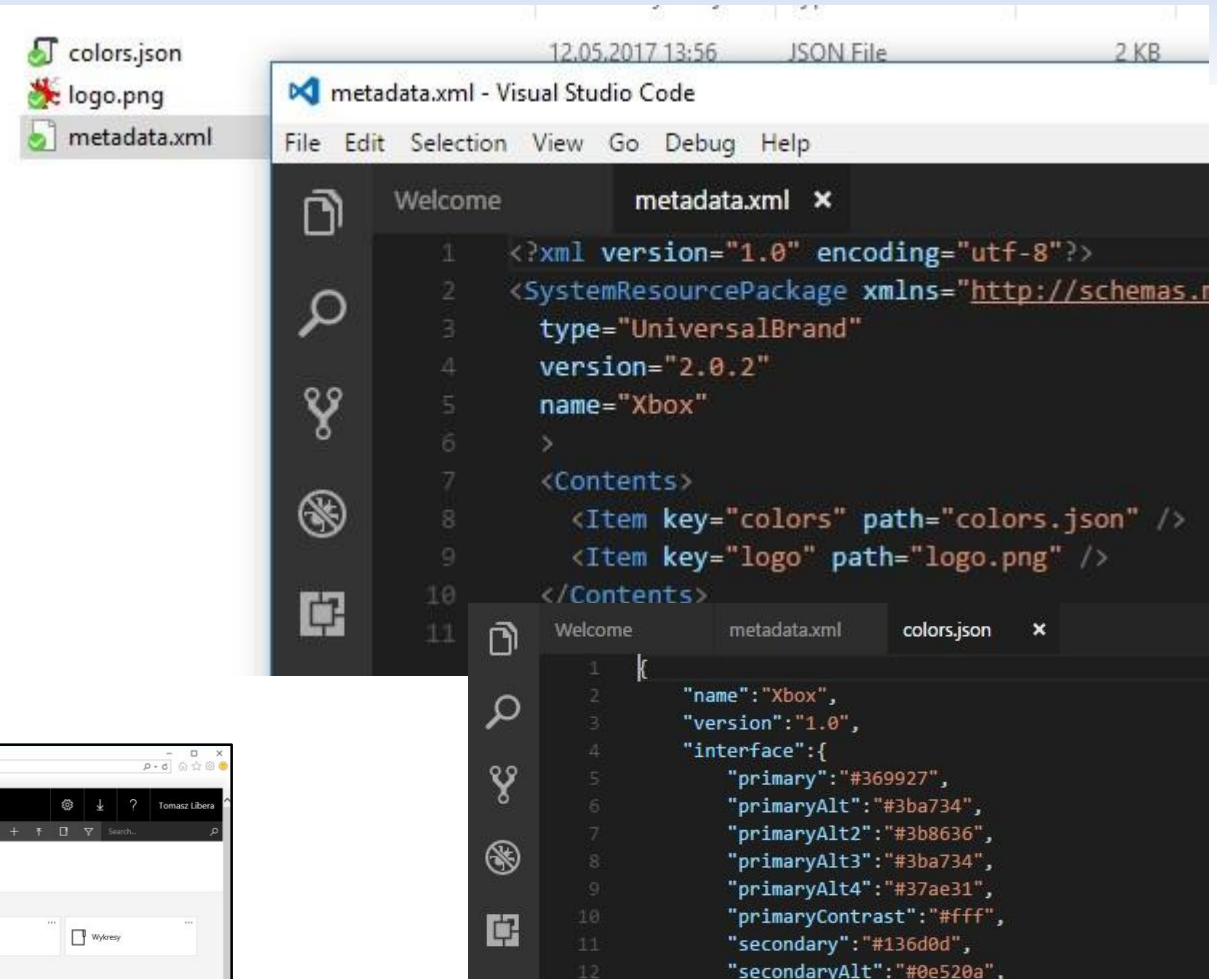 colors.json 12.05.2017 13:56 JSON File 2 KB
logo.png
metadata.xml
metadata.xml - Visual Studio Code
File Edit Selection View Go Debug Help
Welcome metadata.xml ×
1 <?xml version="1.0" encoding="utf-8"?>
2 <SystemResourcePackage xmlns="http://schemas.
3 type="UniversalBrand"
4 version="2.0.2"
5 name="Xbox"
6 >
7 <Contents>
8 <Item key="colors" path="colors.json" />
9 <Item key="logo" path="logo.png" />
10 </Contents>
11
Welcome metadata.xml colors.json ×
1 {
2 "name":"Xbox",
3 "version":"1.0",
4 "interface":{
5 "primary":"#369927",
6 "primaryAlt":"#3ba734",
7 "primaryAlt2":"#3b8636",
8 "primaryAlt3":"#3ba734",
9 "primaryAlt4":"#37ae31",
10 "primaryContrast":"#fff",
11 "secondary":"#136d0d",
12 "secondaryAlt":"#0e520a",
? Tomasz Libera
Search...
Wykresy